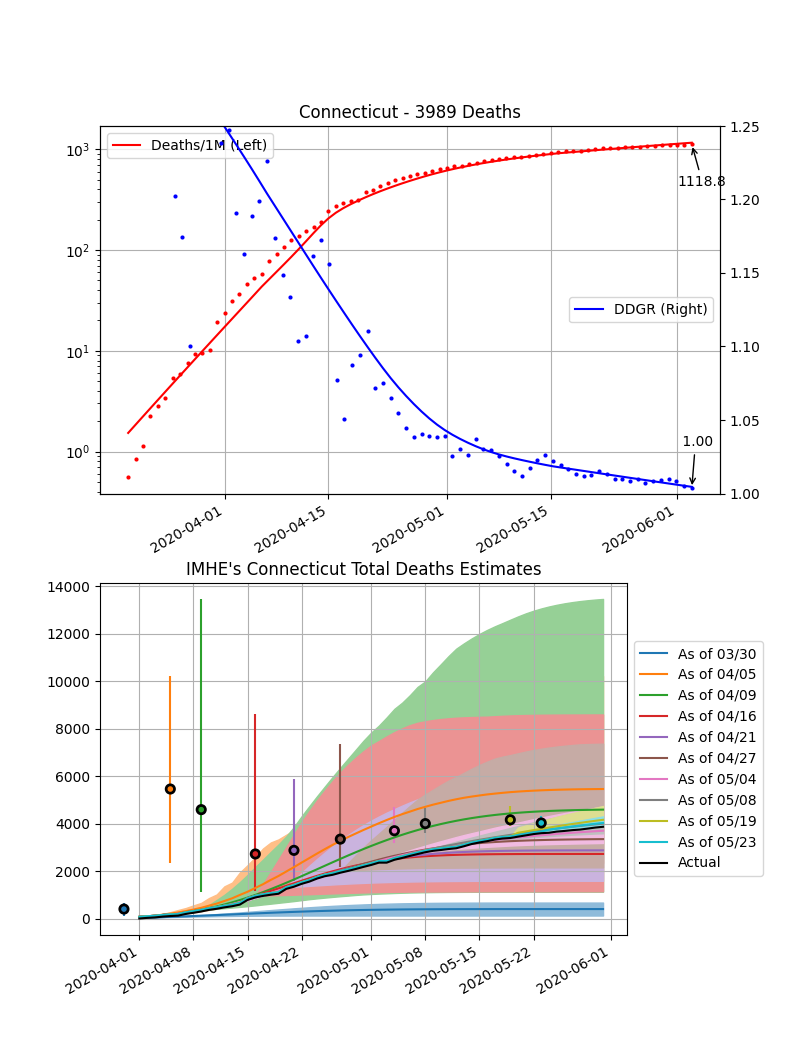 Connecticut - 3989 Deaths
10³
10²
10¹
10⁰
Deaths/1M (Left)
DDGR (Right)
1118.8
1.00
1.25
1.20
1.15
1.10
1.05
1.00
2020-04-01
2020-04-15
2020-05-01
2020-05-15
2020-06-01
IMHE's Connecticut Total Deaths Estimates
14000
12000
10000
8000
6000
4000
2000
0
2020-04-01
2020-04-08
2020-04-15
2020-04-22
2020-05-01
2020-05-08
2020-05-15
2020-05-22
2020-06-01
As of 03/30
As of 04/05
As of 04/09
As of 04/16
As of 04/21
As of 04/27
As of 05/04
As of 05/08
As of 05/19
As of 05/23
Actual